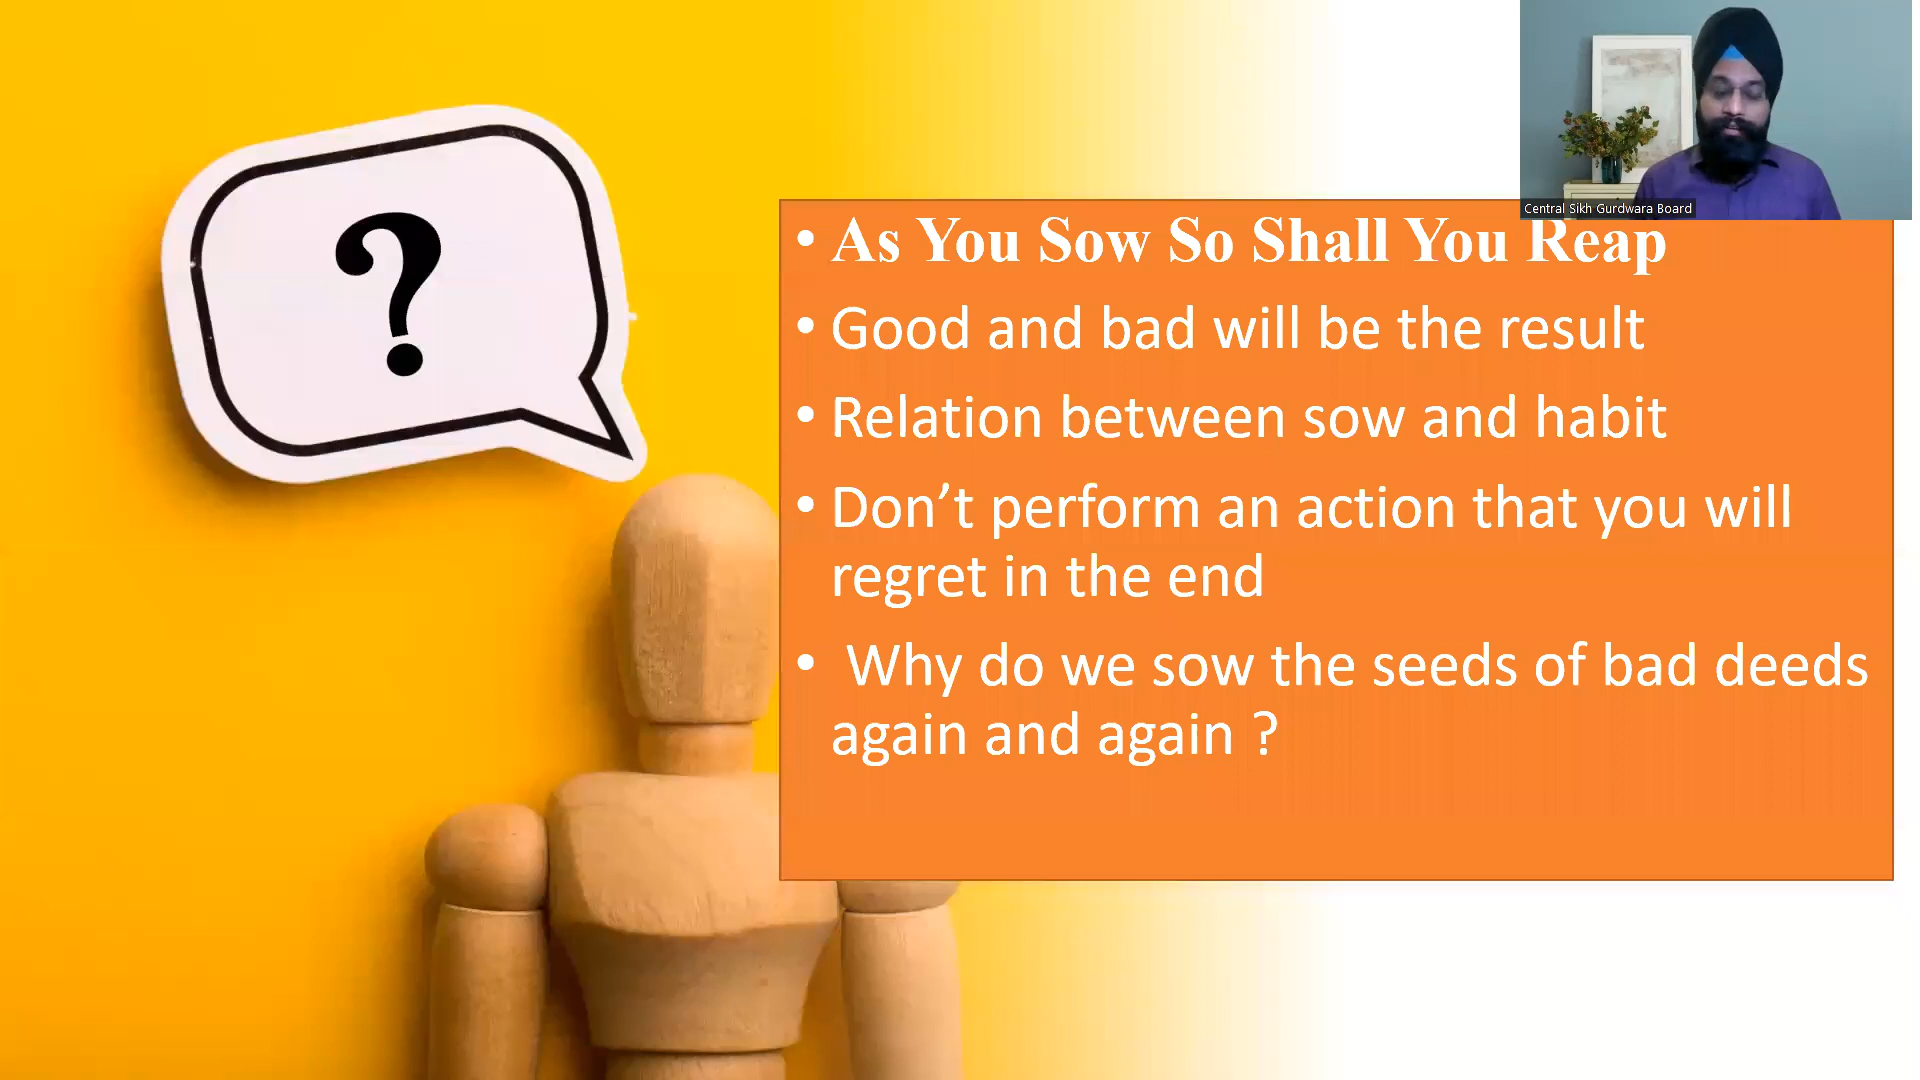 ?
Central Sikh Gurdwara Board
• As You Sow So Shall You Reap
• Good and bad will be the result
• Relation between sow and habit
• Don’t perform an action that you will
regret in the end
• Why do we sow the seeds of bad deeds
again and again ?